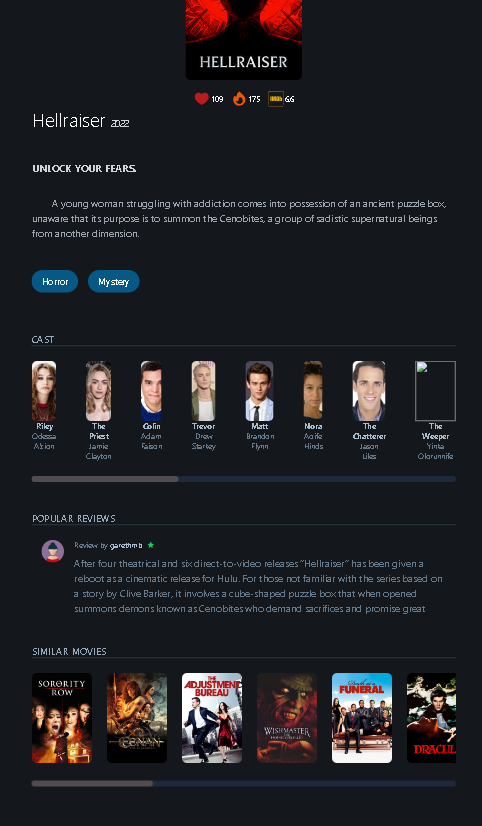 HELLRAISER
109 175 IMDb 6.6
Hellraiser 2022
UNLOCK YOUR FEARS.
A young woman struggling with addiction comes into possession of an ancient puzzle box,
unaware that its purpose is to summon the Cenobites, a group of sadistic supernatural beings
from another dimension.
Horror Mystery
CAST
Riley
Odessa
A'zion
The
Priest
Jamie
Clayton
Colin
Adam
Faison
Trevor
Drew
Starkey
Matt
Brandon
Flynn
Nora
Aoife
Hinds
The
Chatterer
Jason
Liles
The
Weeper
Yinka
Olorunnife
POPULAR REVIEWS
Review by garethmb
After four theatrical and six direct-to-video releases "Hellraiser" has been given a
reboot as a cinematic release for Hulu. For those not familiar with the series based on
a story by Clive Barker, it involves a cube-shaped puzzle box that when opened
summons demons known as Cenobites who demand sacrifices and promise great
SIMILAR MOVIES
SORORITY
ROW
CONAN
THE
ADJUSTMENT
BUREAU
WISHMASTER
Death at a
FUNERAL
DRACUL